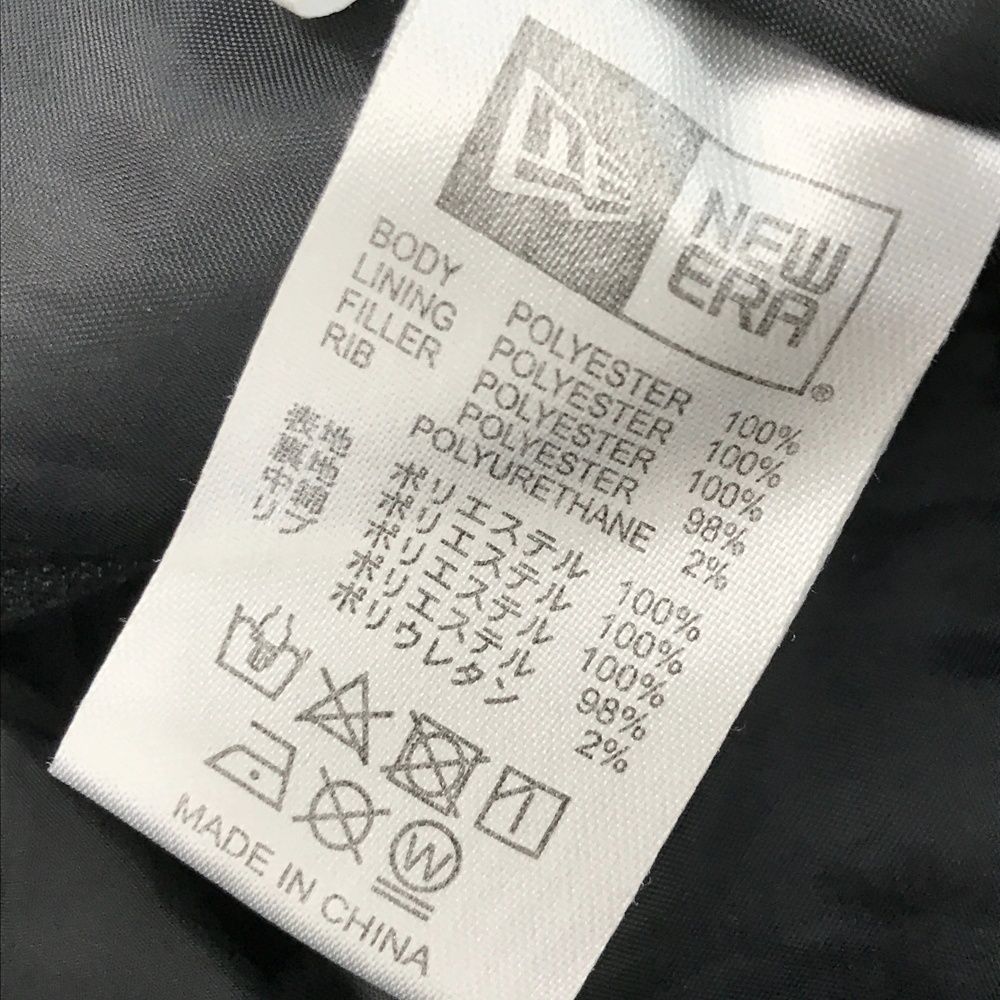 NEW
ERA®
BODY POLYESTER 100%
LINING POLYESTER 100%
FILLER POLYESTER 100%
RIB POLYESTER 98%
POLYURETHANE 2%
表地 ポリエステル 100%
裏地 ポリエステル 100%
中綿 ポリエステル 100%
リブ ポリエステル 98%
ポリウレタン 2%
W
MADE IN CHINA